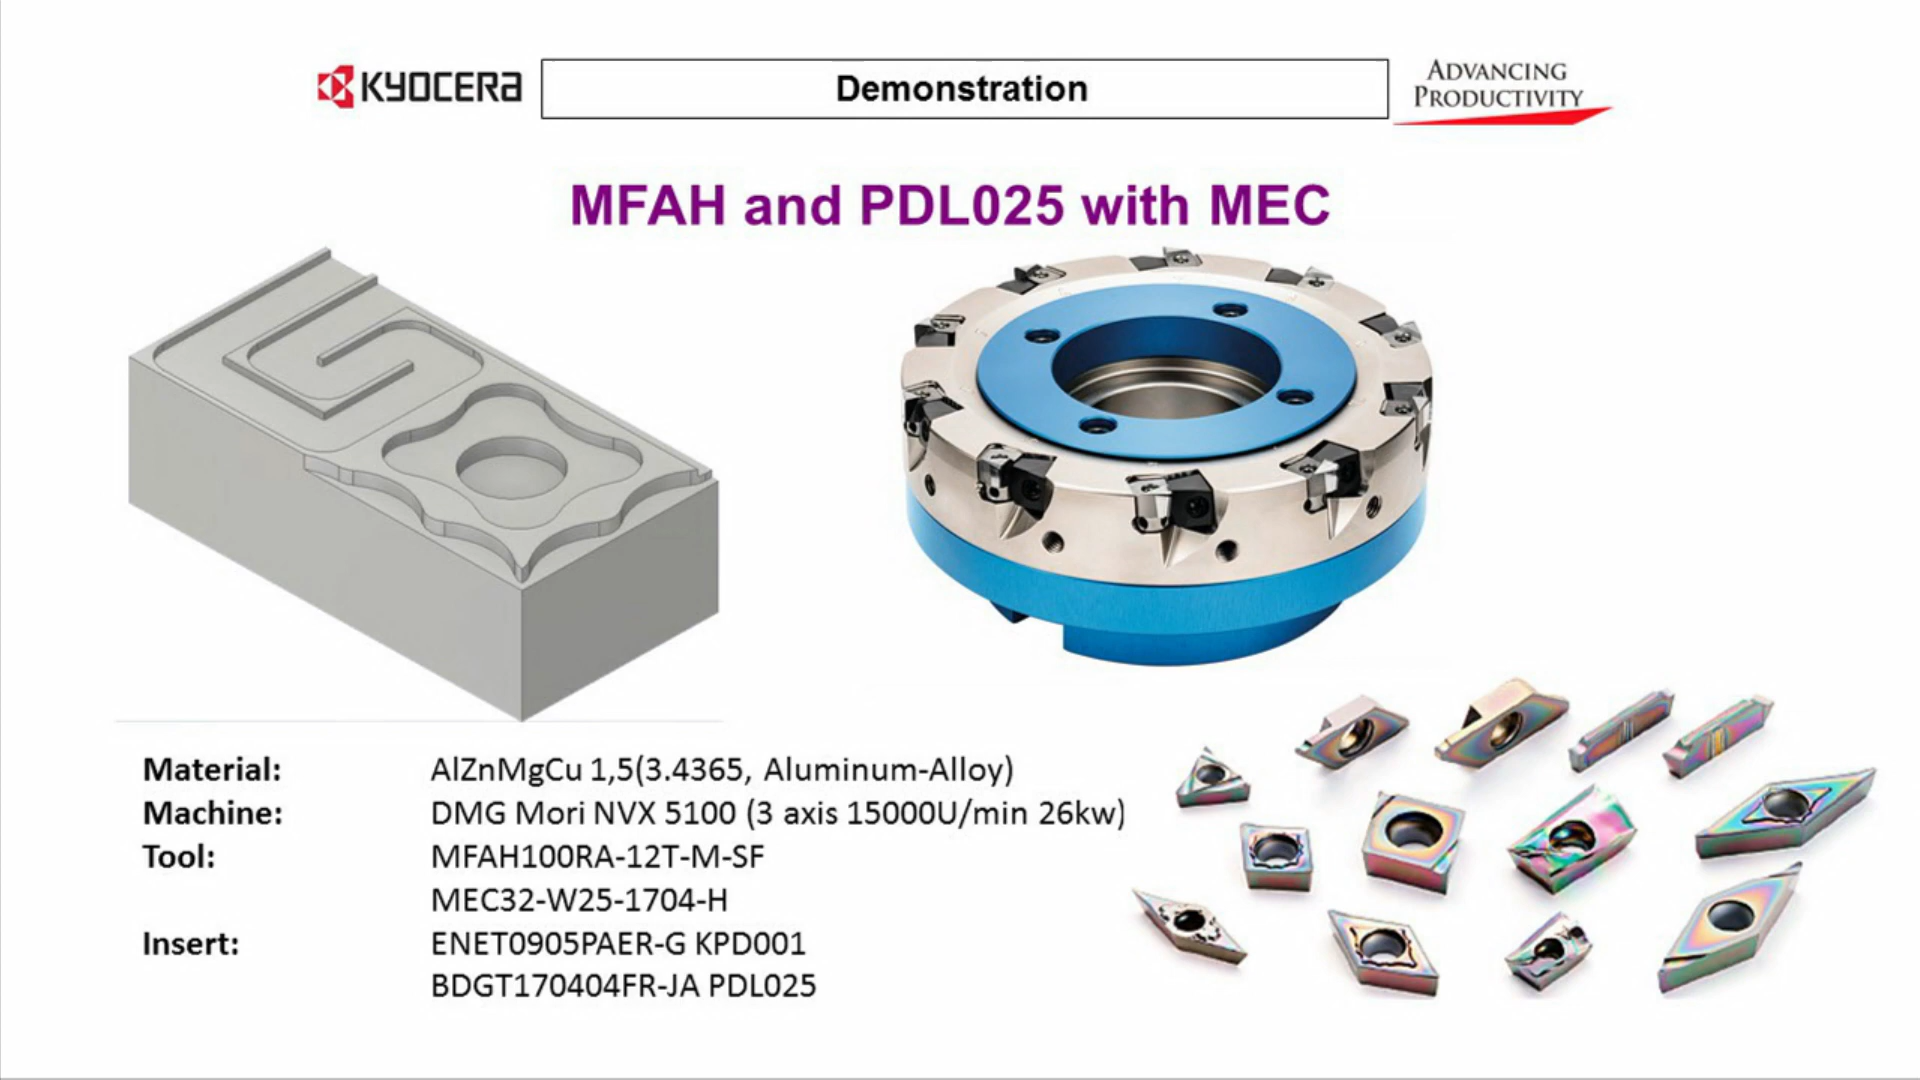 KYOCERA
Demonstration
ADVANCING
PRODUCTIVITY
MFAH and PDL025 with MEC
Material: AlZnMgCu 1,5(3.4365, Aluminum-Alloy)
Machine: DMG Mori NVX 5100 (3 axis 15000U/min 26kw)
Tool: MFAH100RA-12T-M-SF
MEC32-W25-1704-H
Insert: ENET0905PAER-G KPD001
BDGT170404FR-JA PDL025